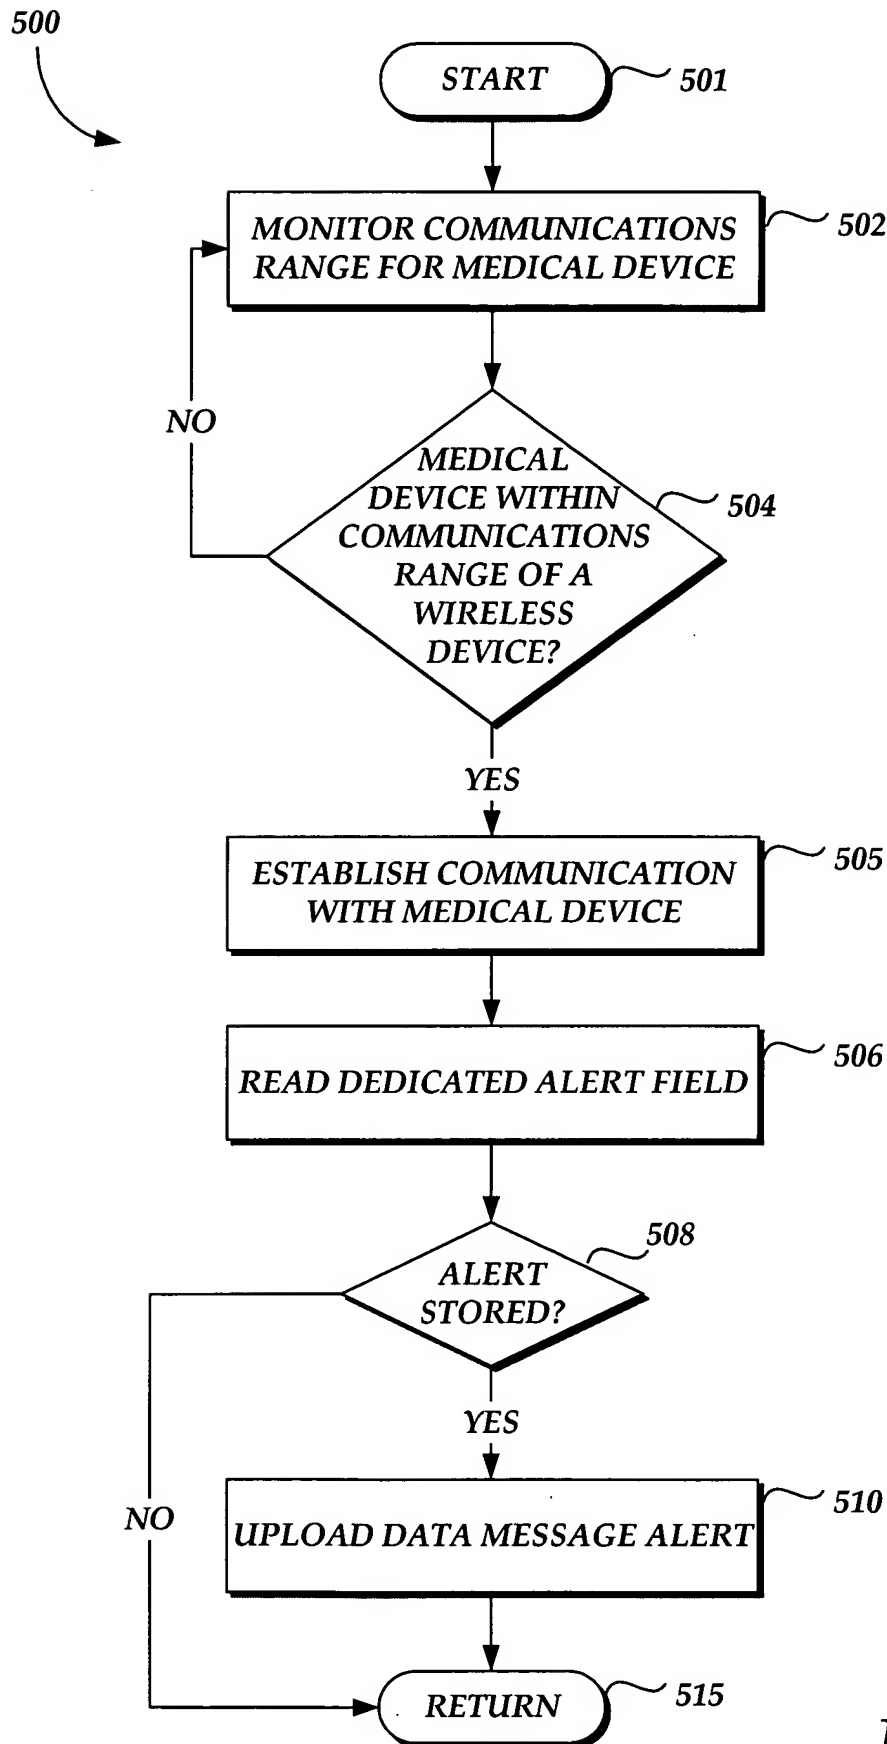 500
START
501
MONITOR COMMUNICATIONS
RANGE FOR MEDICAL DEVICE
502
NO
MEDICAL
DEVICE WITHIN
COMMUNICATIONS
RANGE OF A
WIRELESS
DEVICE?
504
YES
ESTABLISH COMMUNICATION
WITH MEDICAL DEVICE
505
READ DEDICATED ALERT FIELD
506
ALERT
STORED?
508
YES
NO
UPLOAD DATA MESSAGE ALERT
510
RETURN
515